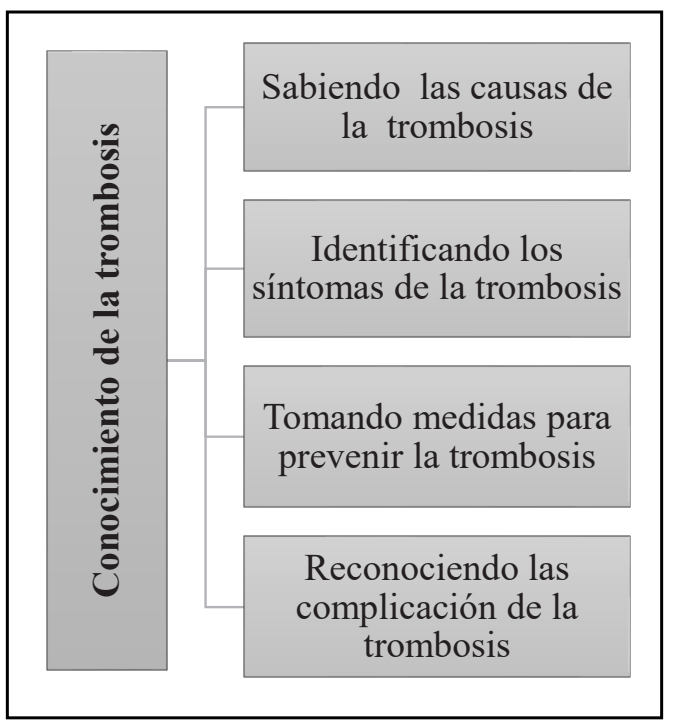 Conocimiento de la trombosis
Sabiendo las causas de
la trombosis
Identificando los
síntomas de la trombosis
Tomando medidas para
prevenir la trombosis
Reconociendo las
complicación de la
trombosis